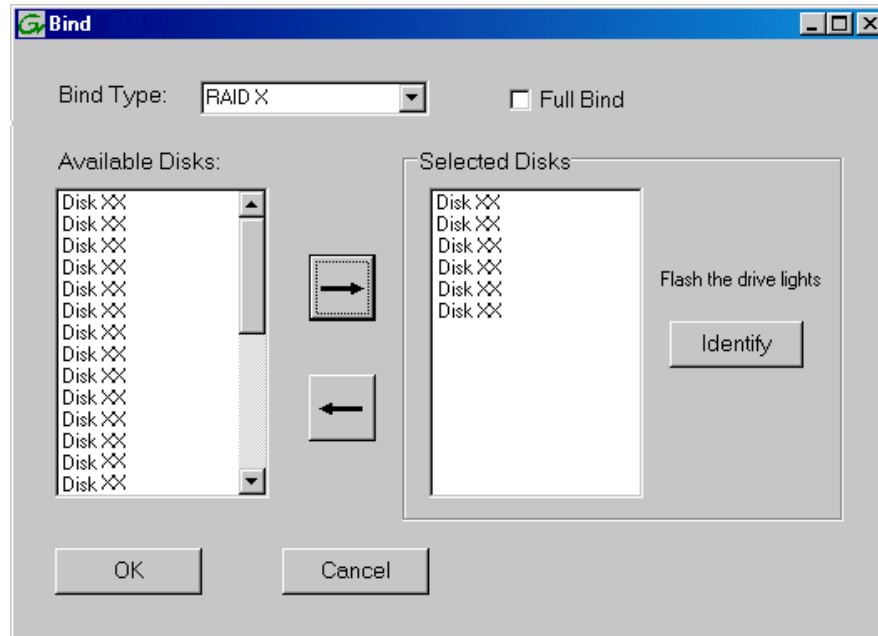 Bind
Bind Type: RAID X Full Bind
Available Disks:
Disk XX
Disk XX
Disk XX
Disk XX
Disk XX
Disk XX
Disk XX
Disk XX
Disk XX
Disk XX
Disk XX
Disk XX
Disk XX
Disk XX
Selected Disks
Disk XX
Disk XX
Disk XX
Disk XX
Disk XX
Disk XX
Flash the drive lights
Identify
OK Cancel